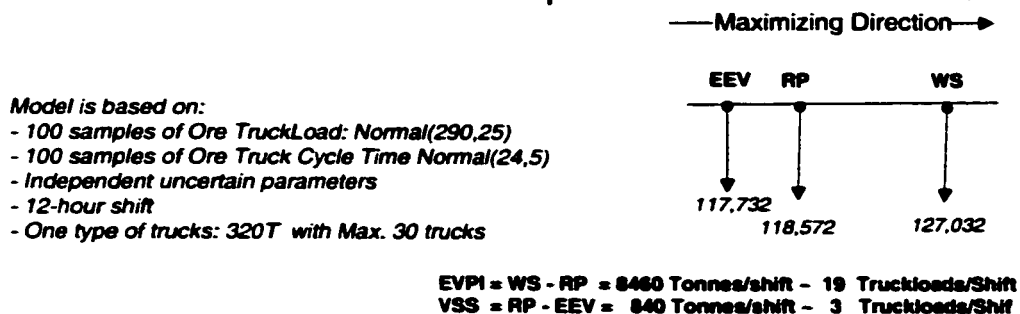 Maximizing Direction
EEV RP WS
Model is based on:
- 100 samples of Ore TruckLoad: Normal(290,25)
- 100 samples of Ore Truck Cycle Time Normal(24,5)
- Independent uncertain parameters
- 12-hour shift
- One type of trucks: 320T with Max. 30 trucks
117,732
118,572
127,032
EVPI = WS - RP = 8460 Tonnes/shift ~ 19 Truckloads/Shift
VSS = RP - EEV = 840 Tonnes/shift ~ 3 Truckloads/Shif